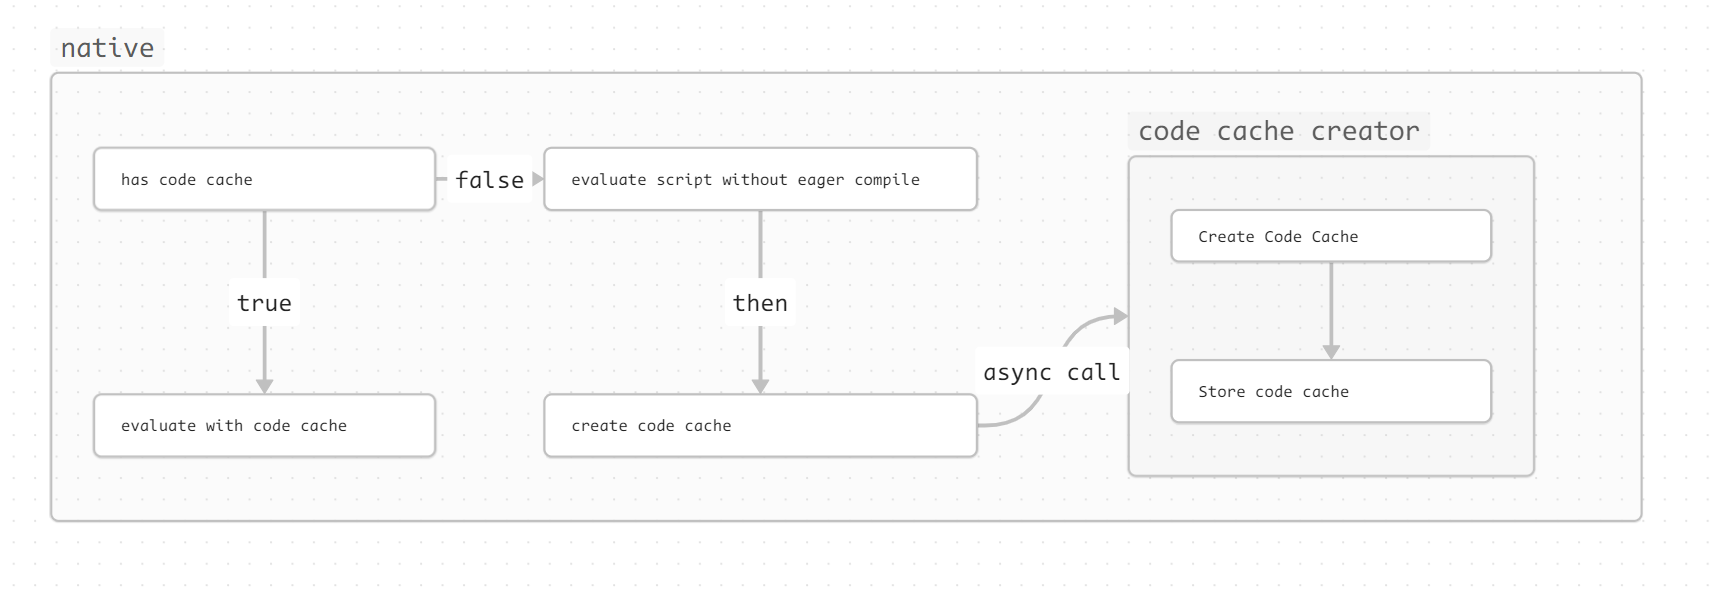 native
code cache creator
has code cache
false
evaluate script without eager compile
Create Code Cache
true
then
async call
Store code cache
evaluate with code cache
create code cache